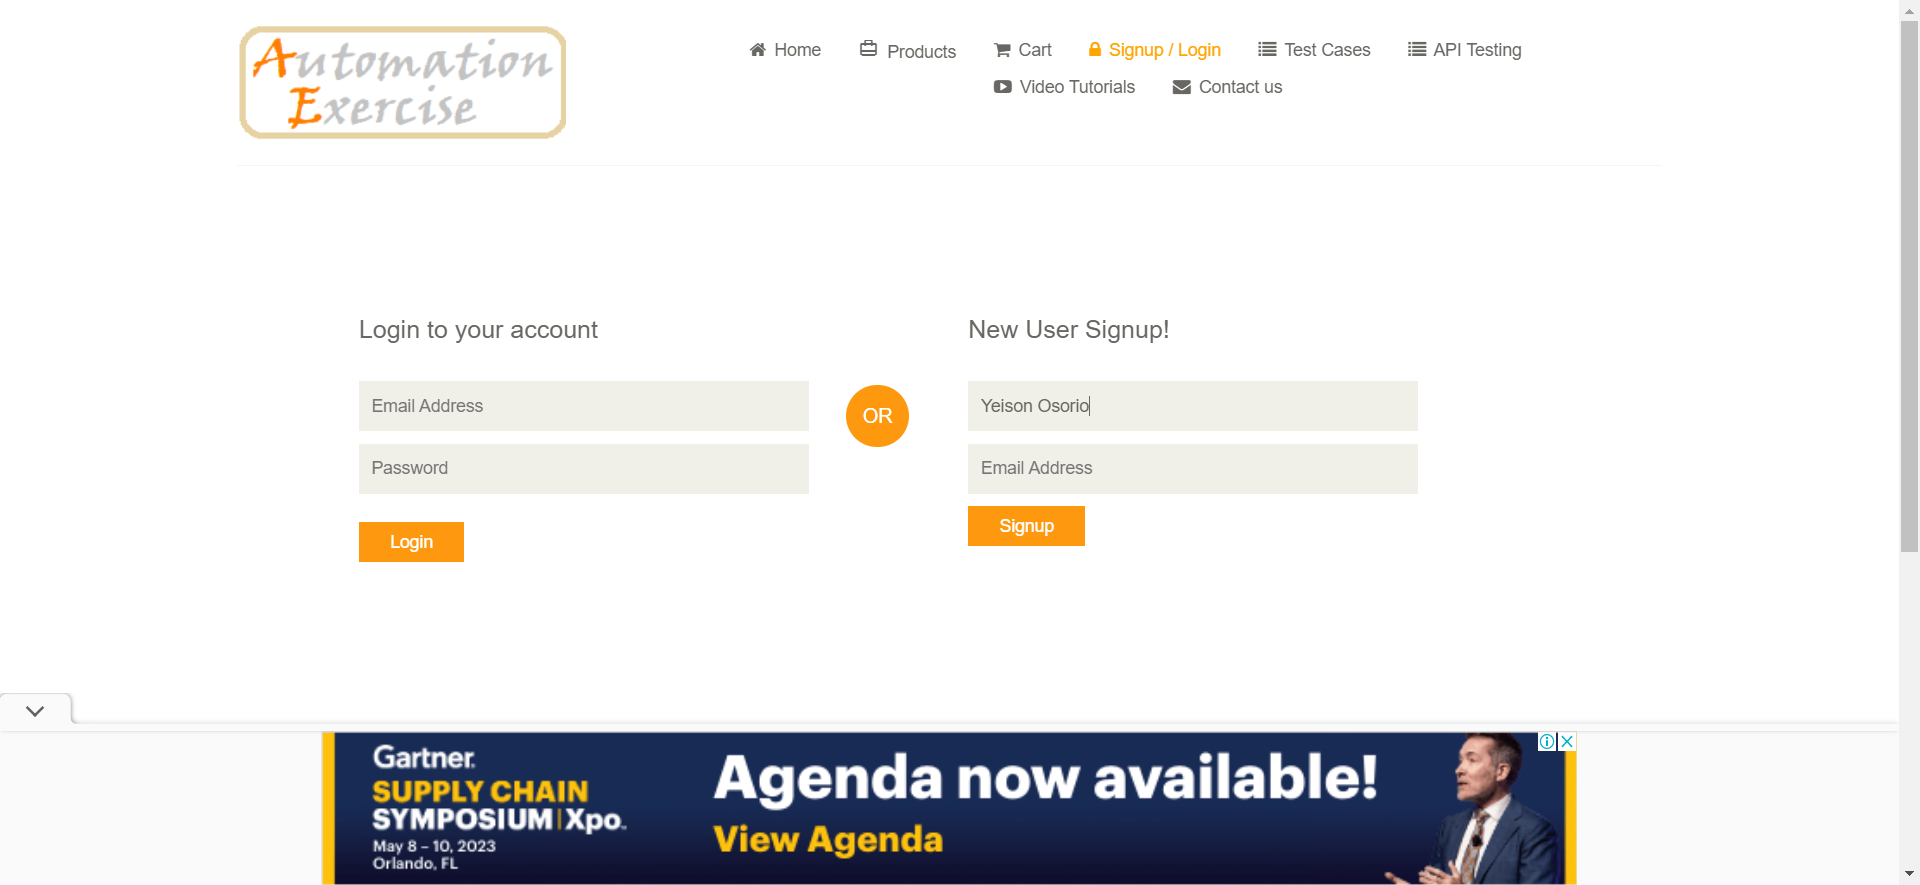 Automation
Exercise
Home
Products
Cart
Signup / Login
Test Cases
API Testing
Video Tutorials
Contact us
Login to your account
Email Address
Password
Login
OR
New User Signup!
Yeison Osorio
Email Address
Signup
Gartner
SUPPLY CHAIN
SYMPOSIUM | Xpo™
May 8 – 10, 2023
Orlando, FL
Agenda now available!
View Agenda